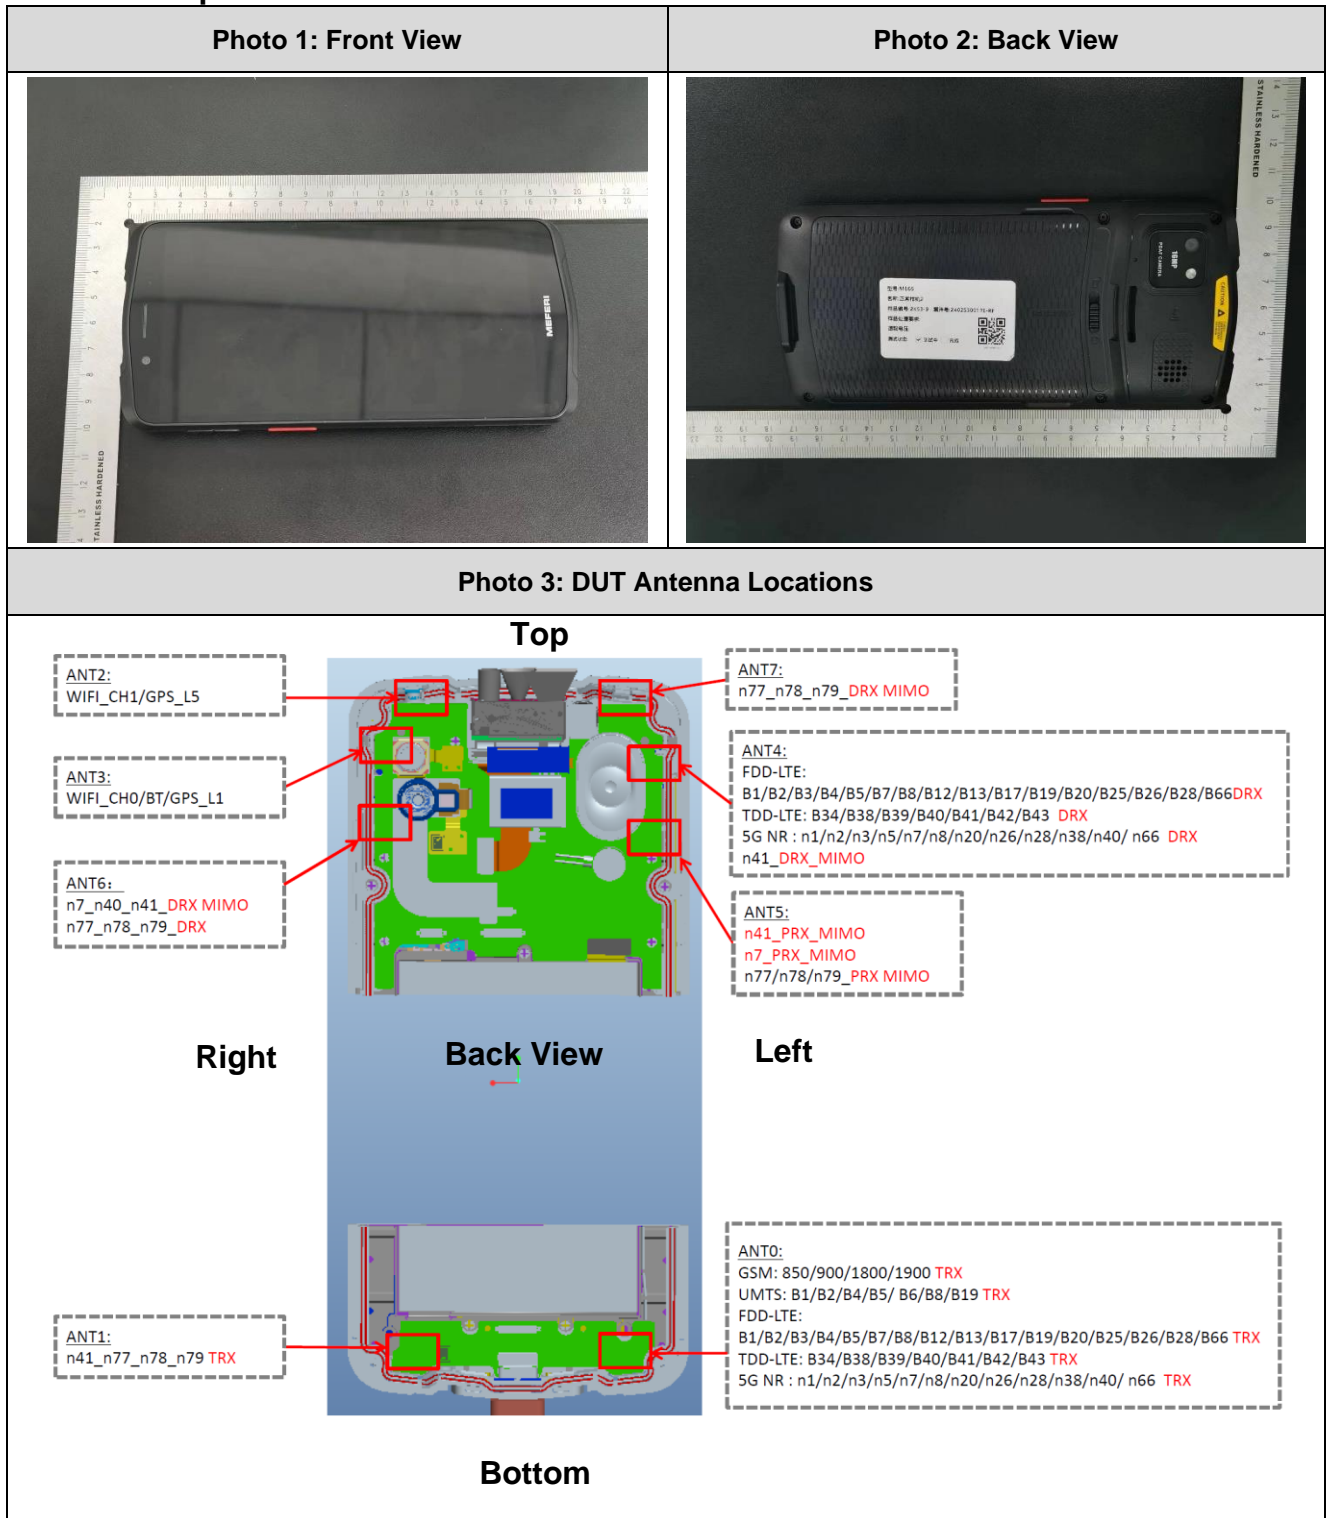 Photo 1: Front View
Photo 2: Back View
MEFERI
STAINLESS HARDENED
16MP
PDAF CAMERA
CAUTION
Photo 3: DUT Antenna Locations
Top
ANT2:
WIFI_CH1/GPS_L5
ANT7:
n77_n78_n79_DRX MIMO
ANT3:
WIFI_CH0/BT/GPS_L1
ANT4:
FDD-LTE:
B1/B2/B3/B4/B5/B7/B8/B12/B13/B17/B19/B20/B25/B26/B28/B66DRX
TDD-LTE: B34/B38/B39/B40/B41/B42/B43 DRX
5G NR : n1/n2/n3/n5/n7/n8/n20/n26/n28/n38/n40/ n66 DRX
n41_DRX_MIMO
ANT6:
n7_n40_n41_DRX MIMO
n77_n78_n79_DRX
ANT5:
n41_PRX_MIMO
n7_PRX_MIMO
n77/n78/n79_PRX MIMO
Right
Back View
Left
ANT0:
GSM: 850/900/1800/1900 TRX
UMTS: B1/B2/B4/B5/ B6/B8/B19 TRX
FDD-LTE:
B1/B2/B3/B4/B5/B7/B8/B12/B13/B17/B19/B20/B25/B26/B28/B66 TRX
TDD-LTE: B34/B38/B39/B40/B41/B42/B43 TRX
5G NR : n1/n2/n3/n5/n7/n8/n20/n26/n28/n38/n40/ n66 TRX
ANT1:
n41_n77_n78_n79 TRX
Bottom